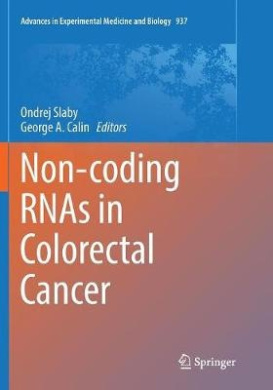 Advances in Experimental Medicine and Biology 937
Ondrej Slaby
George A. Calin Editors
Non-coding
RNAs in
Colorectal
Cancer
Springer